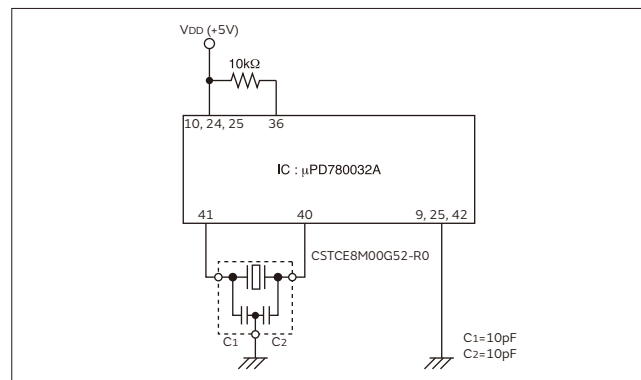 VDD (+5V)
10kΩ
10, 24, 25 36
IC : μPD780032A
41 40 9, 25, 42
CSTCE8M00G52-R0
C1 C2
C1=10pF
C2=10pF